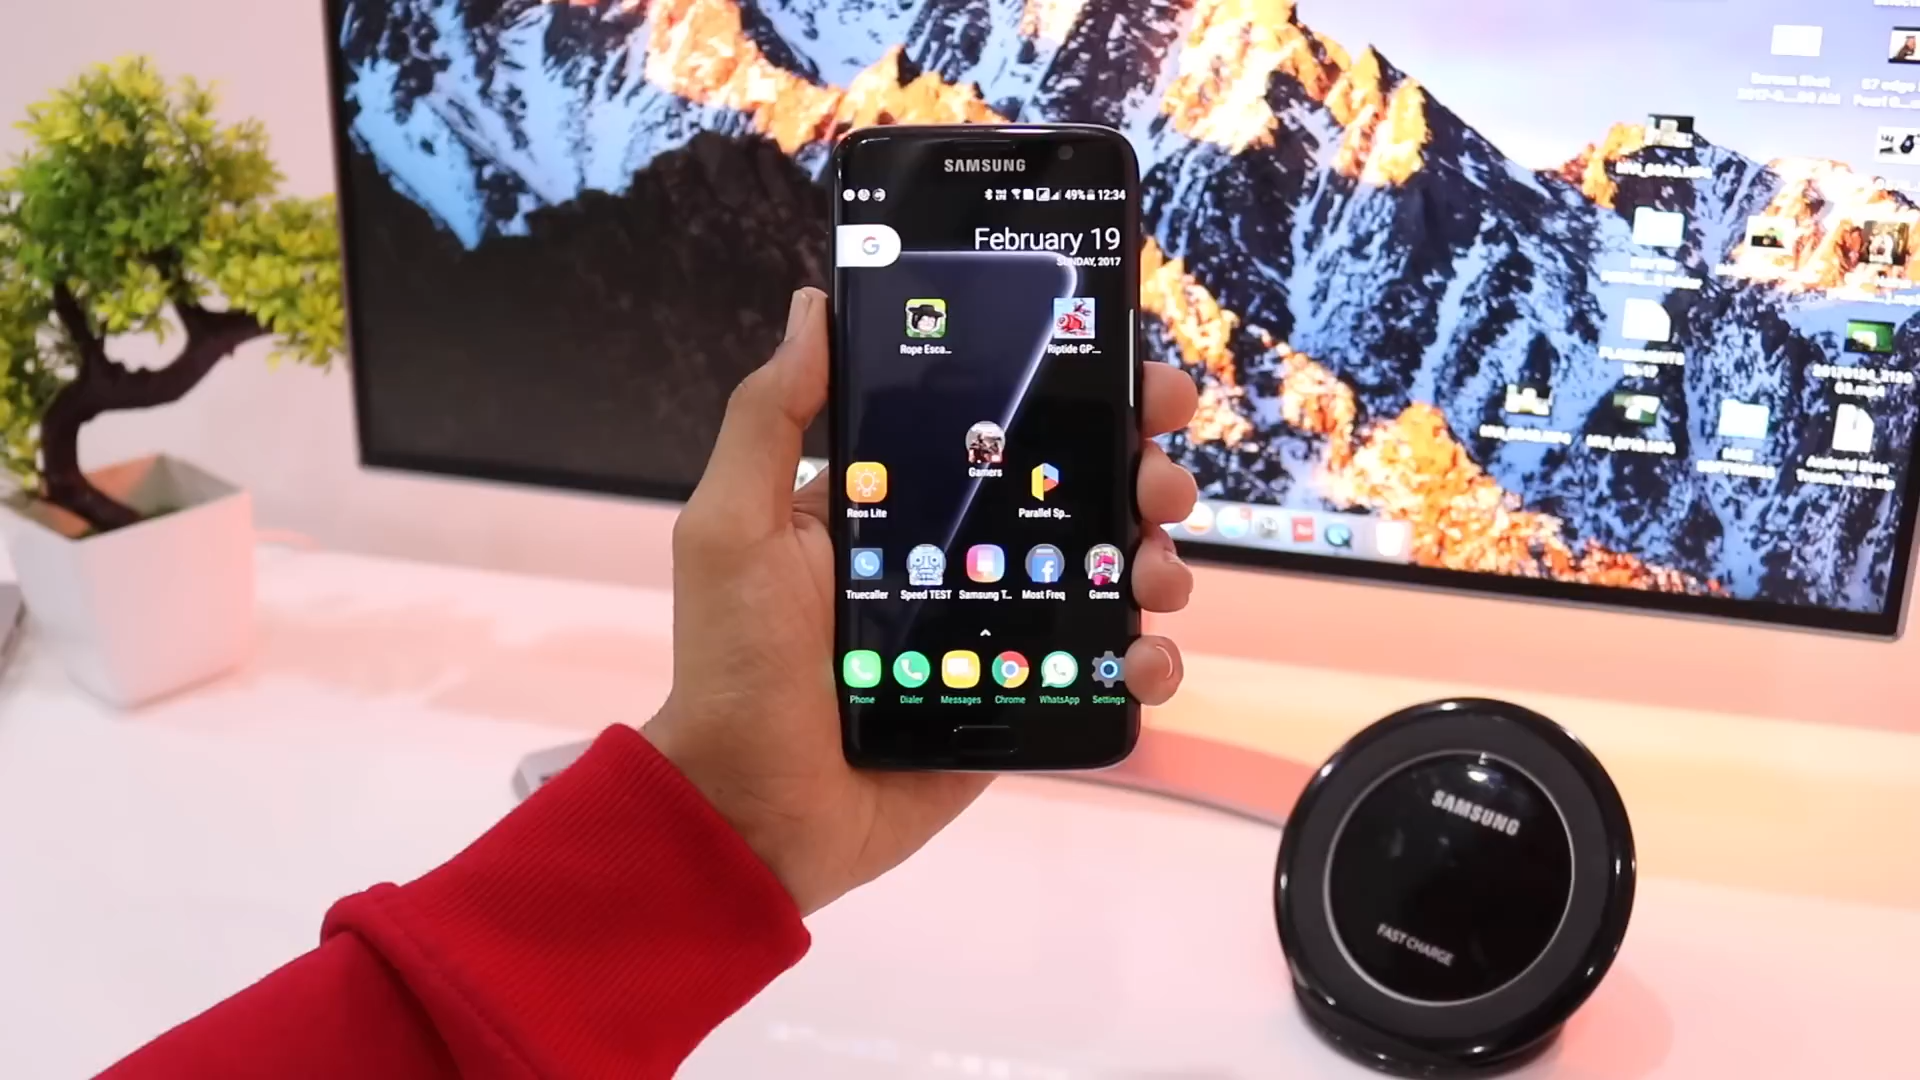 SAMSUNG
49% 12:34
February 19
SUNDAY, 2017
Rope Esca...
Riptide GP:...
Gamers
Reos Lite
Parallel Sp...
Truecaller
Speed TEST
Samsung T...
Most Freq
Games
Phone
Dialer
Messages
Chrome
WhatsApp
Settings
SAMSUNG
FAST CHARGE